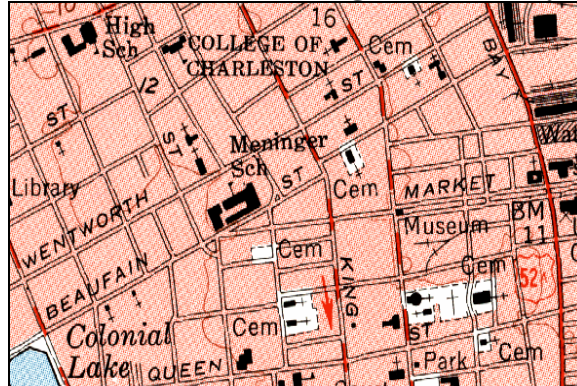 10
High
Sch
16
COLLEGE OF
CHARLESTON
Cem
BAY
ST
12
ST
ST
Meninger
Sch
ST
Library
Cem
MARKET
WENTWORTH
Museum
BM
11
BEAUFAIN
Cem
KING
Cem
52
Colonial
Lake
Cem
ST
QUEEN
Park
Cem